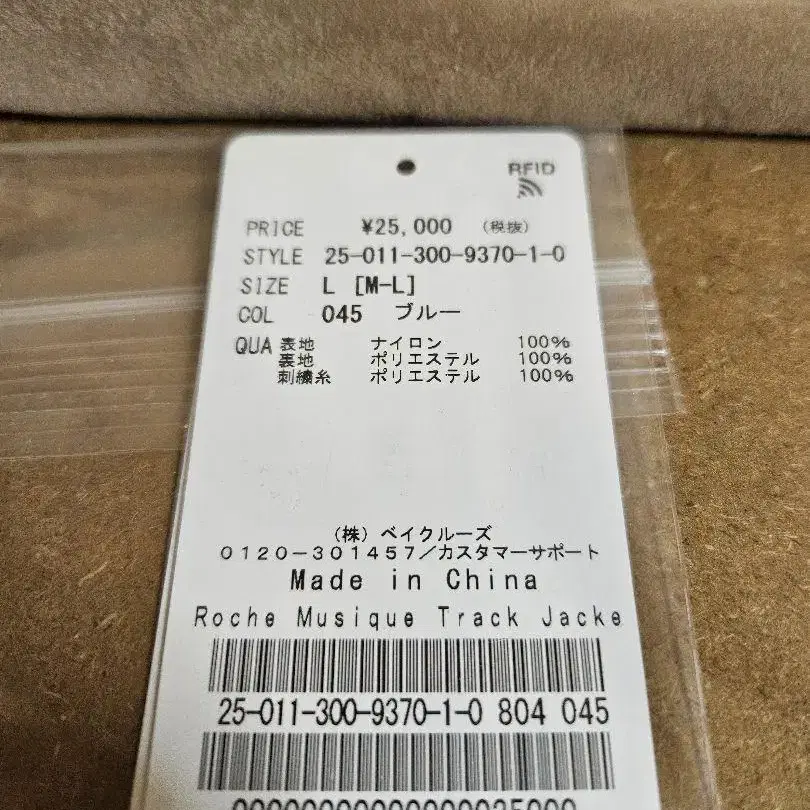 RFID
PRICE ¥25,000 (税抜)
STYLE 25-011-300-9370-1-0
SIZE L [M-L]
COL 045 ブルー
QUA 表地 ナイロン 100%
裏地 ポリエステル 100%
刺繍糸 ポリエステル 100%
(株) ベイクルーズ
0120-301457/カスタマーサポート
Made in China
Roche Musique Track Jacke
25-011-300-9370-1-0 804 045